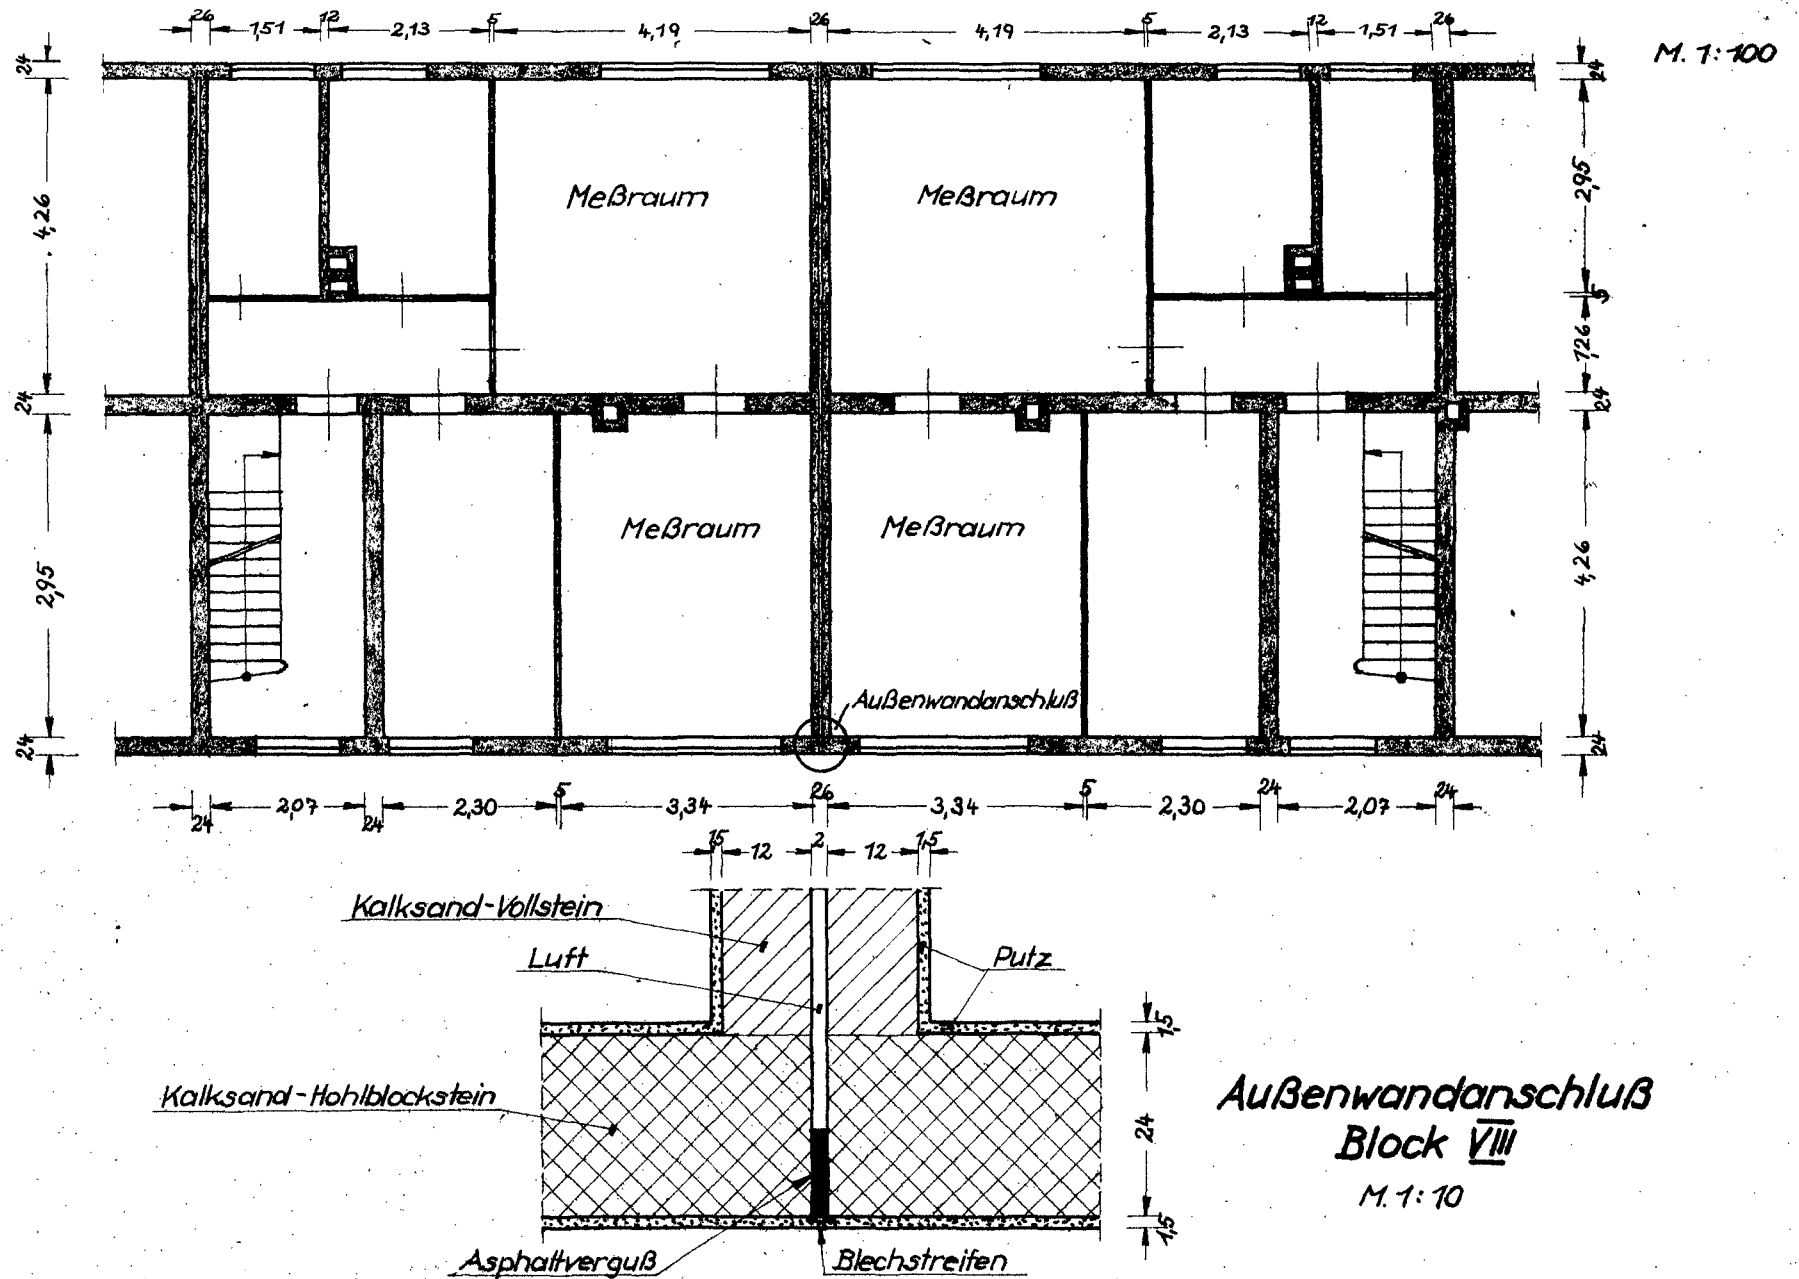 26 1,51 12 2,13 5 4,19 26 4,19 5 2,13 12 1,51 26
M. 1:100
24 24
4,26 2,95
Meßraum Meßraum
5
1,26
24 24
Meßraum Meßraum
2,95 4,26
Außenwandanschluß
24 24
24 2,07 24 2,30 5 3,34 26 3,34 5 2,30 24 2,07 24
15 12 2 12 1,5
Kalksand-Vollstein
Luft Putz
1,5
Kalksand-Hohlblockstein
24
Außenwandanschluß
Block VIII
M. 1:10
1,5
Asphaltverguß Blechstreifen